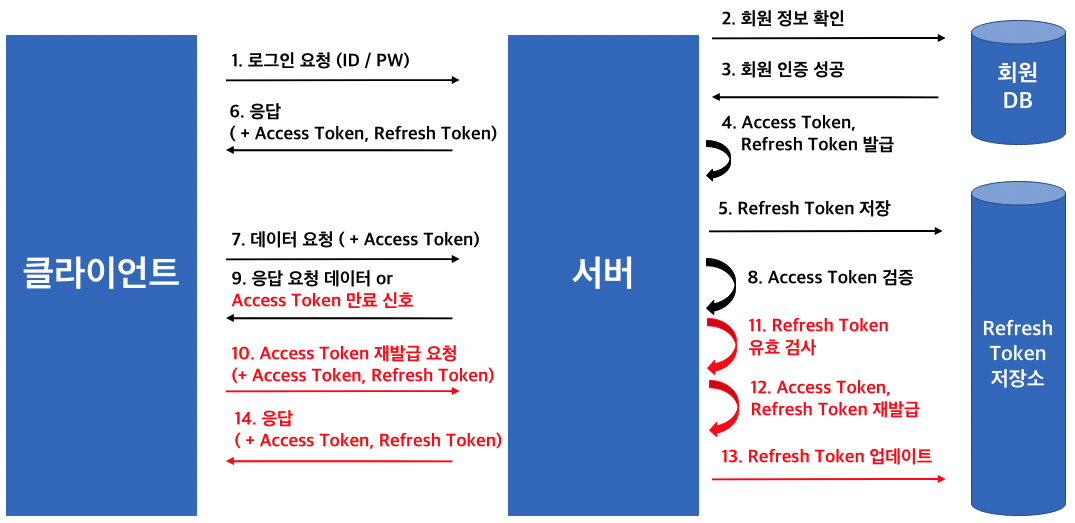 클라이언트
1. 로그인 요청 (ID / PW)
6. 응답
( + Access Token, Refresh Token)
7. 데이터 요청 ( + Access Token)
9. 응답 요청 데이터 or
Access Token 만료 신호
10. Access Token 재발급 요청
(+ Access Token, Refresh Token)
14. 응답
( + Access Token, Refresh Token)
서버
2. 회원 정보 확인
3. 회원 인증 성공
4. Access Token,
Refresh Token 발급
5. Refresh Token 저장
8. Access Token 검증
11. Refresh Token
유효 검사
12. Access Token,
Refresh Token 재발급
13. Refresh Token 업데이트
회원
DB
Refresh
Token
저장소